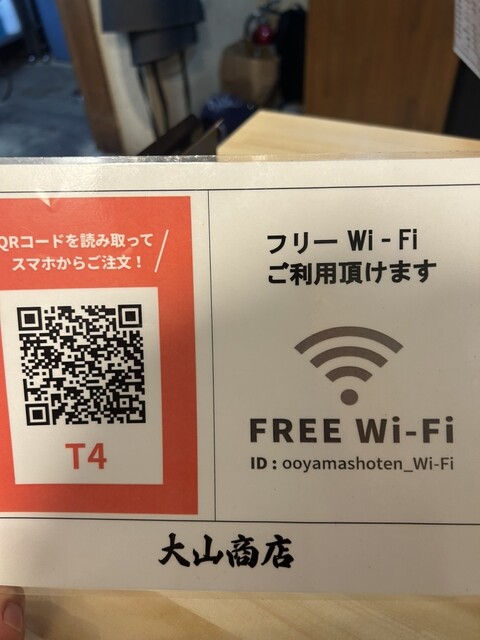 QRコードを読み取って
スマホからご注文！
T4
フリー Wi-Fi
ご利用頂けます
FREE Wi-Fi
ID : ooyamashoten_Wi-Fi
大山商店